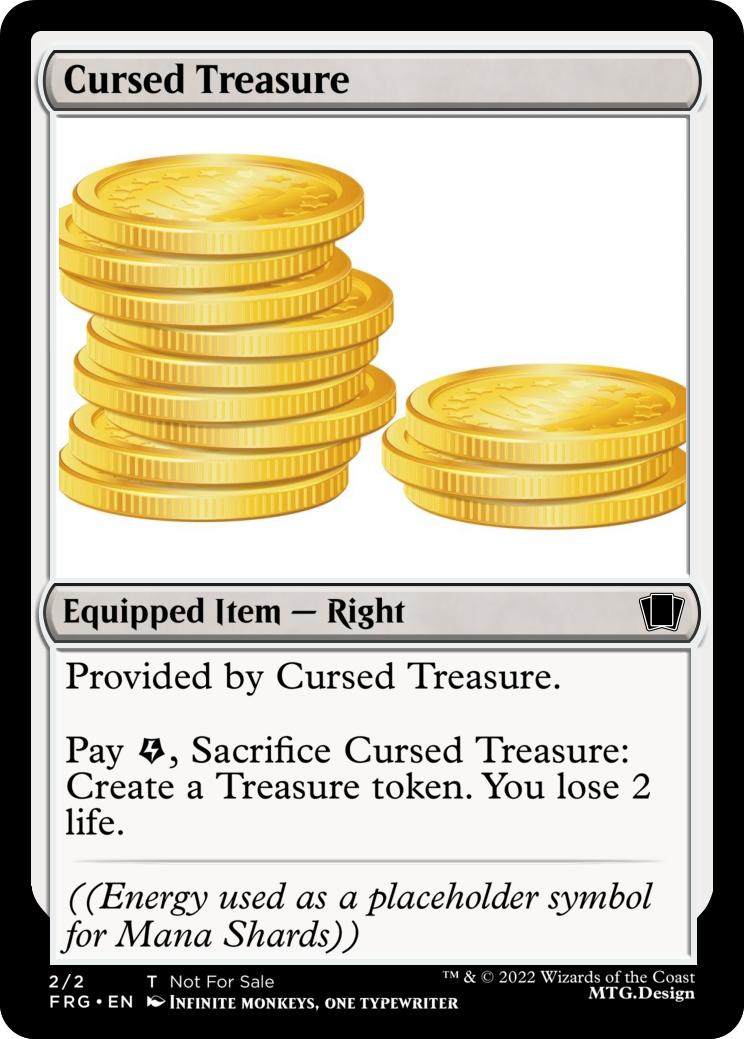 Cursed Treasure
Equipped Item — Right
Provided by Cursed Treasure.
Pay , Sacrifice Cursed Treasure:
Create a Treasure token. You lose 2
life.
((Energy used as a placeholder symbol
for Mana Shards))
2/2 T Not For Sale
FRG • EN INFINITE MONKEYS, ONE TYPEWRITER
™ & © 2022 Wizards of the Coast
MTG.Design